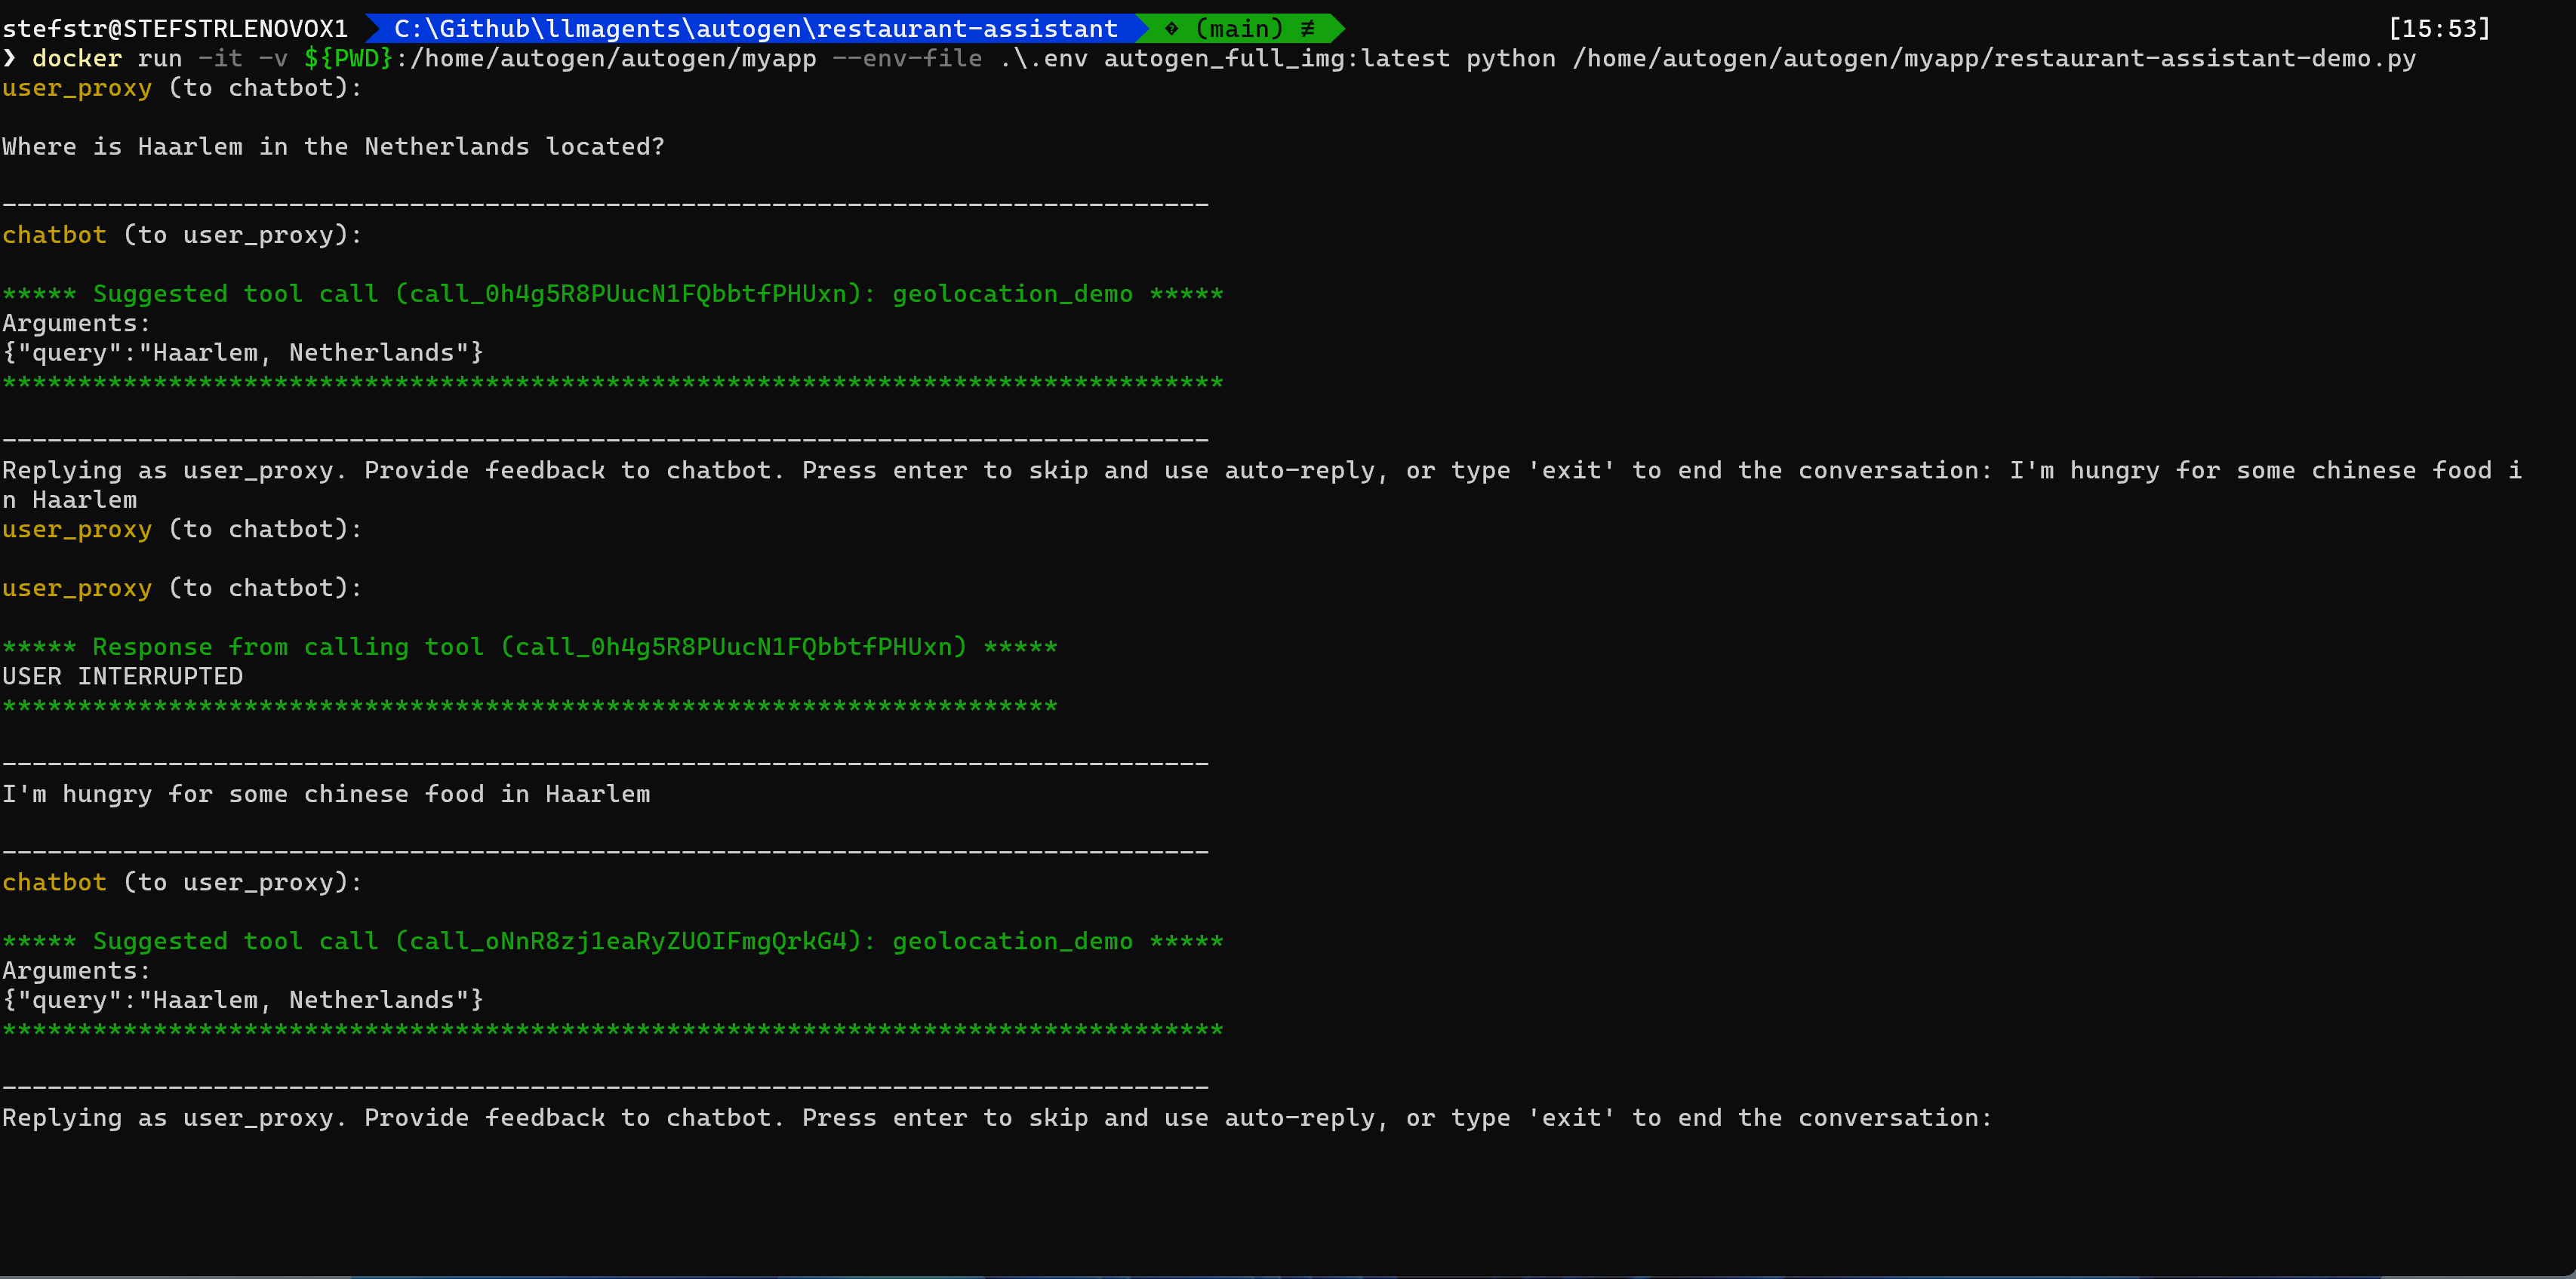 stefstr@STEFSTRLENOVOX1 C:\Github\llmagents\autogen\restaurant-assistant � (main) ≢ [15:53]
❯ docker run -it -v ${PWD}:/home/autogen/autogen/myapp --env-file .\.env autogen_full_img:latest python /home/autogen/autogen/myapp/restaurant-assistant-demo.py
user_proxy (to chatbot):
Where is Haarlem in the Netherlands located?
--------------------------------------------------------------------------------
chatbot (to user_proxy):
***** Suggested tool call (call_0h4g5R8PUucN1FQbbtfPHUxn): geolocation_demo *****
Arguments:
{"query":"Haarlem, Netherlands"}
*********************************************************************************
--------------------------------------------------------------------------------
Replying as user_proxy. Provide feedback to chatbot. Press enter to skip and use auto-reply, or type 'exit' to end the conversation: I'm hungry for some chinese food i
n Haarlem
user_proxy (to chatbot):
user_proxy (to chatbot):
***** Response from calling tool (call_0h4g5R8PUucN1FQbbtfPHUxn) *****
USER INTERRUPTED
**********************************************************************
--------------------------------------------------------------------------------
I'm hungry for some chinese food in Haarlem
--------------------------------------------------------------------------------
chatbot (to user_proxy):
***** Suggested tool call (call_oNnR8zj1eaRyZUOIFmgQrkG4): geolocation_demo *****
Arguments:
{"query":"Haarlem, Netherlands"}
*********************************************************************************
--------------------------------------------------------------------------------
Replying as user_proxy. Provide feedback to chatbot. Press enter to skip and use auto-reply, or type 'exit' to end the conversation: